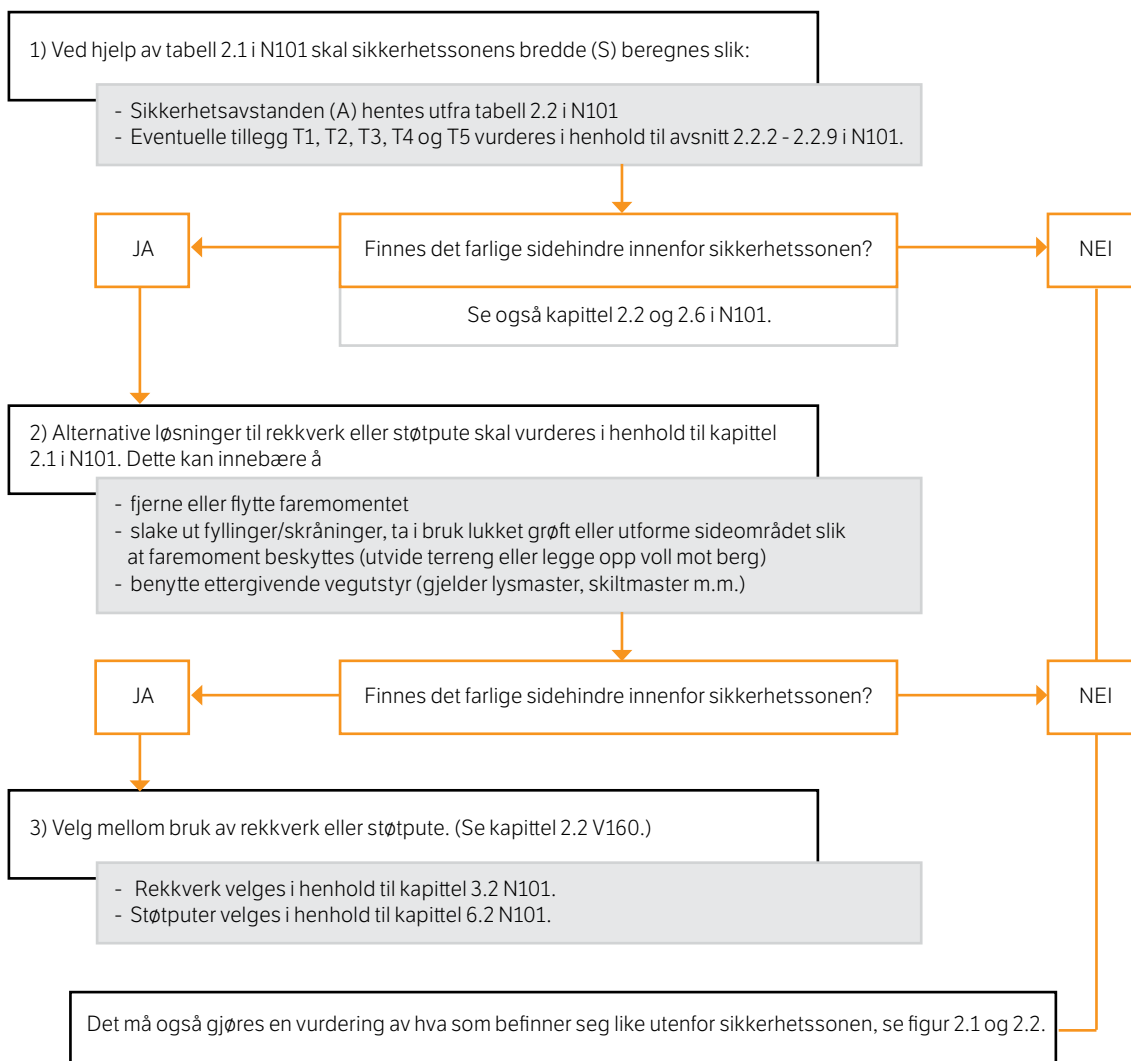 1) Ved hjelp av tabell 2.1 i N101 skal sikkerhetssonens bredde (S) beregnes slik:
- Sikkerhetsavstanden (A) hentes utfra tabell 2.2 i N101
- Eventuelle tillegg T1, T2, T3, T4 og T5 vurderes i henhold til avsnitt 2.2.2 - 2.2.9 i N101.
JA
Finnes det farlige sidehindre innenfor sikkerhetssonen?
NEI
Se også kapittel 2.2 og 2.6 i N101.
2) Alternative løsninger til rekkverk eller støtpute skal vurderes i henhold til kapittel
2.1 i N101. Dette kan innebære å
- fjerne eller flytte faremomentet
- slake ut fyllinger/skråninger, ta i bruk lukket grøft eller utforme sideområdet slik
at faremoment beskyttes (utvide terreng eller legge opp voll mot berg)
- benytte ettergivende vegutstyr (gjelder lysmaster, skiltmaster m.m.)
JA
Finnes det farlige sidehindre innenfor sikkerhetssonen?
NEI
3) Velg mellom bruk av rekkverk eller støtpute. (Se kapittel 2.2 V160.)
- Rekkverk velges i henhold til kapittel 3.2 N101.
- Støtputer velges i henhold til kapittel 6.2 N101.
Det må også gjøres en vurdering av hva som befinner seg like utenfor sikkerhetssonen, se figur 2.1 og 2.2.